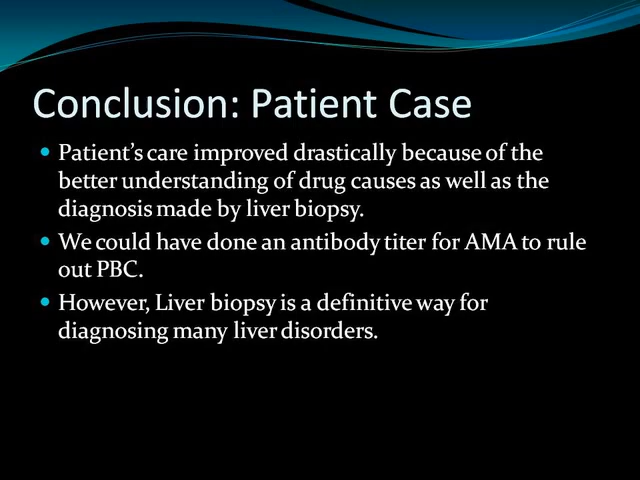 Conclusion: Patient Case
• Patient's care improved drastically because of the
better understanding of drug causes as well as the
diagnosis made by liver biopsy.
• We could have done an antibody titer for AMA to rule
out PBC.
• However, Liver biopsy is a definitive way for
diagnosing many liver disorders.